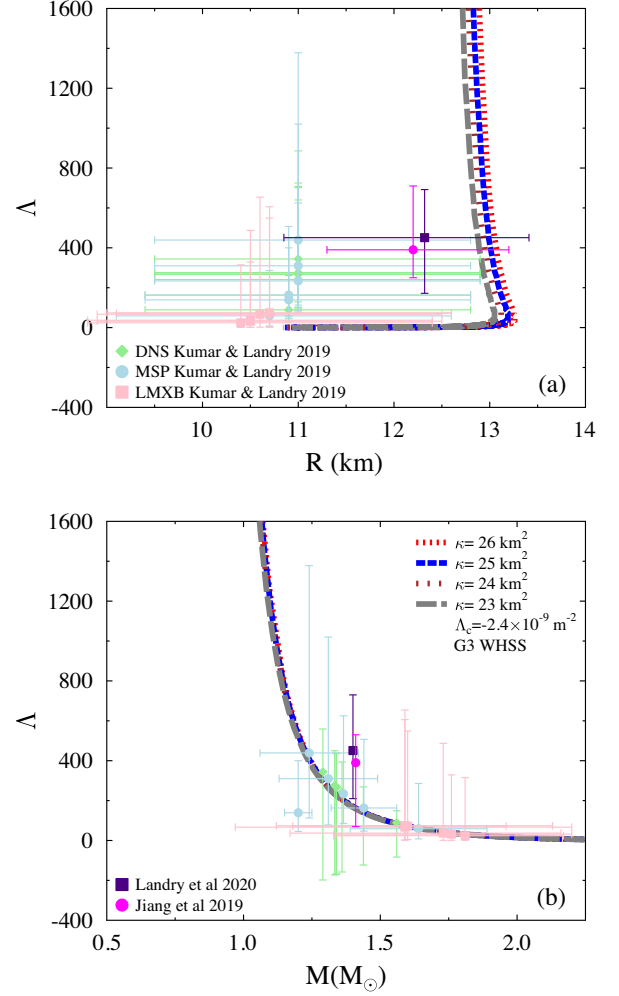 1600
1200
800
400
0
-400
Λ
DNS Kumar & Landry 2019
MSP Kumar & Landry 2019
LMXB Kumar & Landry 2019
(a)
10 11 12 13 14
R (km)
1600
1200
800
400
0
-400
Λ
κ= 26 km²
κ= 25 km²
κ= 24 km²
κ= 23 km²
Λc=-2.4×10⁻⁹ m⁻²
G3 WHSS
Landry et al 2020
Jiang et al 2019
(b)
0.5 1.0 1.5 2.0
M(M⊙)